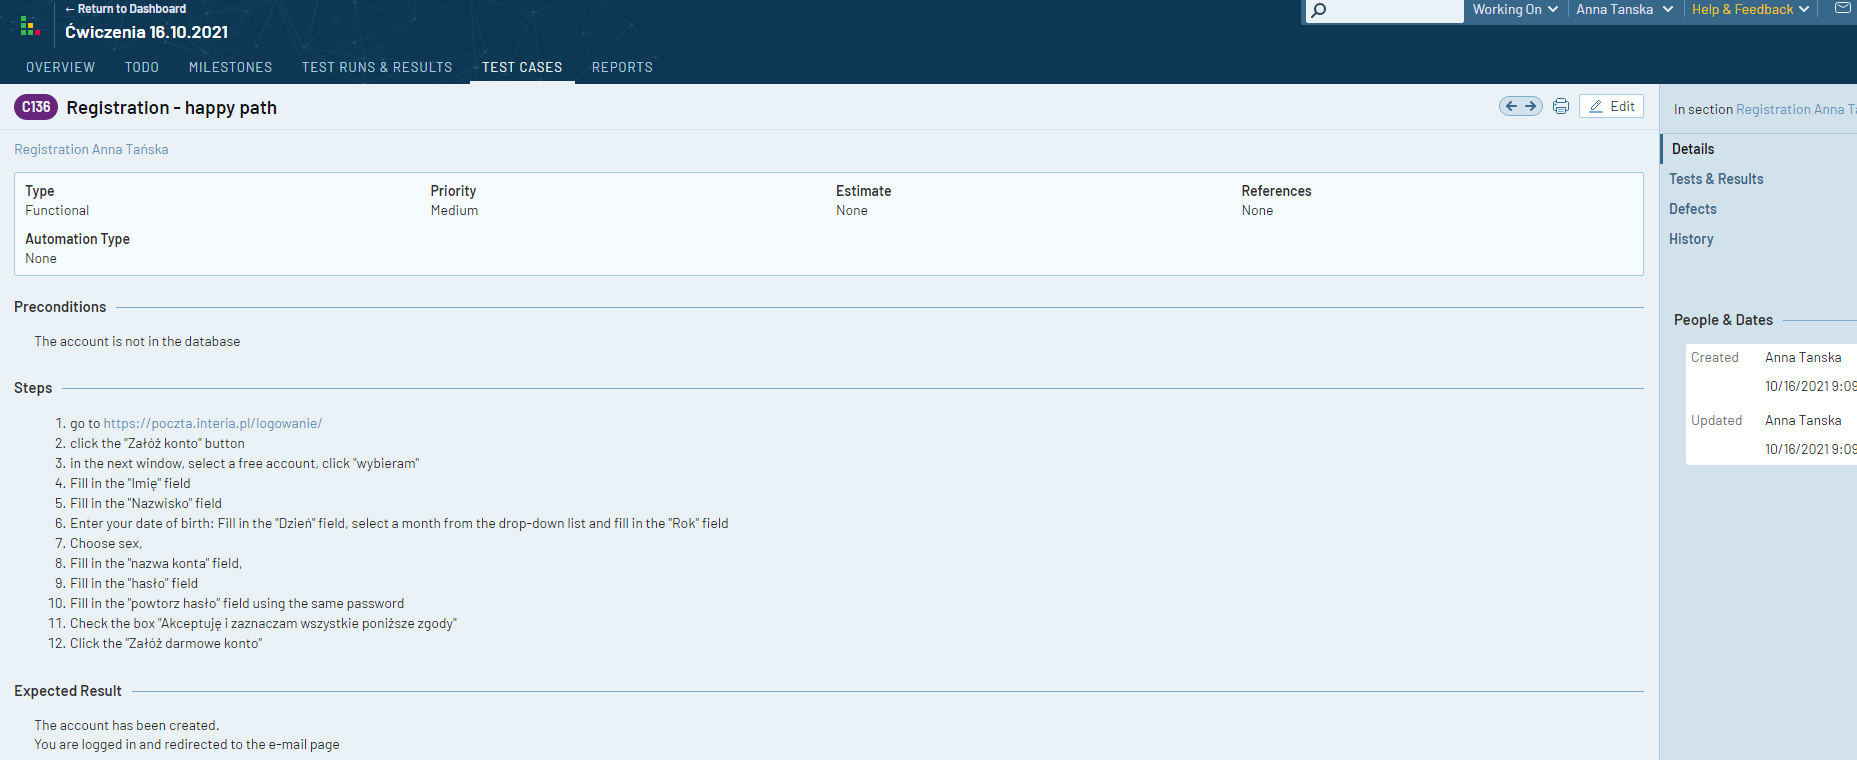 ← Return to Dashboard
Working On
Anna Tanska
Help & Feedback
Ćwiczenia 16.10.2021
OVERVIEW TODO MILESTONES TEST RUNS & RESULTS TEST CASES REPORTS
C136 Registration - happy path
Edit
In section Registration Anna
Registration Anna Tańska
Details
Tests & Results
Defects
History
Type Priority Estimate References
Functional Medium None None
Automation Type
None
Preconditions
The account is not in the database
People & Dates
Created Anna Tanska
10/16/2021 9:09
Updated Anna Tanska
10/16/2021 9:09
Steps
1. go to https://poczta.interia.pl/logowanie/
2. click the "Załóż konto" button
3. in the next window, select a free account, click "wybieram"
4. Fill in the "Imię" field
5. Fill in the "Nazwisko" field
6. Enter your date of birth: Fill in the "Dzień" field, select a month from the drop-down list and fill in the "Rok" field
7. Choose sex,
8. Fill in the "nazwa konta" field,
9. Fill in the "hasło" field
10. Fill in the "powtorz hasło" field using the same password
11. Check the box "Akceptuję i zaznaczam wszystkie poniższe zgody"
12. Click the "Załóż darmowe konto"
Expected Result
The account has been created.
You are logged in and redirected to the e-mail page